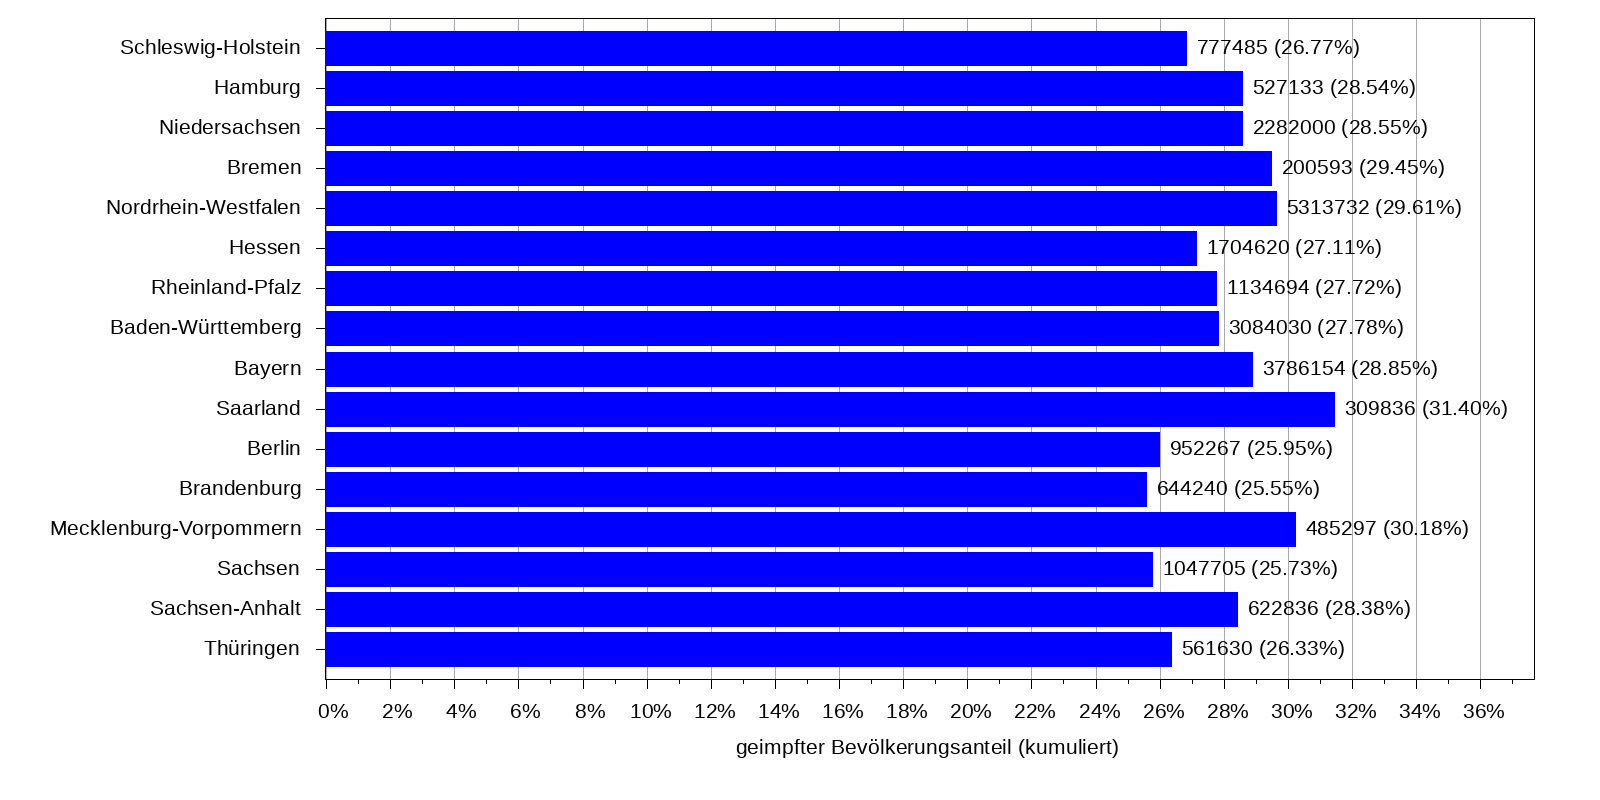 Schleswig-Holstein 777485 (26.77%)
Hamburg 527133 (28.54%)
Niedersachsen 2282000 (28.55%)
Bremen 200593 (29.45%)
Nordrhein-Westfalen 5313732 (29.61%)
Hessen 1704620 (27.11%)
Rheinland-Pfalz 1134694 (27.72%)
Baden-Württemberg 3084030 (27.78%)
Bayern 3786154 (28.85%)
Saarland 309836 (31.40%)
Berlin 952267 (25.95%)
Brandenburg 644240 (25.55%)
Mecklenburg-Vorpommern 485297 (30.18%)
Sachsen 1047705 (25.73%)
Sachsen-Anhalt 622836 (28.38%)
Thüringen 561630 (26.33%)
0% 2% 4% 6% 8% 10% 12% 14% 16% 18% 20% 22% 24% 26% 28% 30% 32% 34% 36%
geimpfter Bevölkerungsanteil (kumuliert)